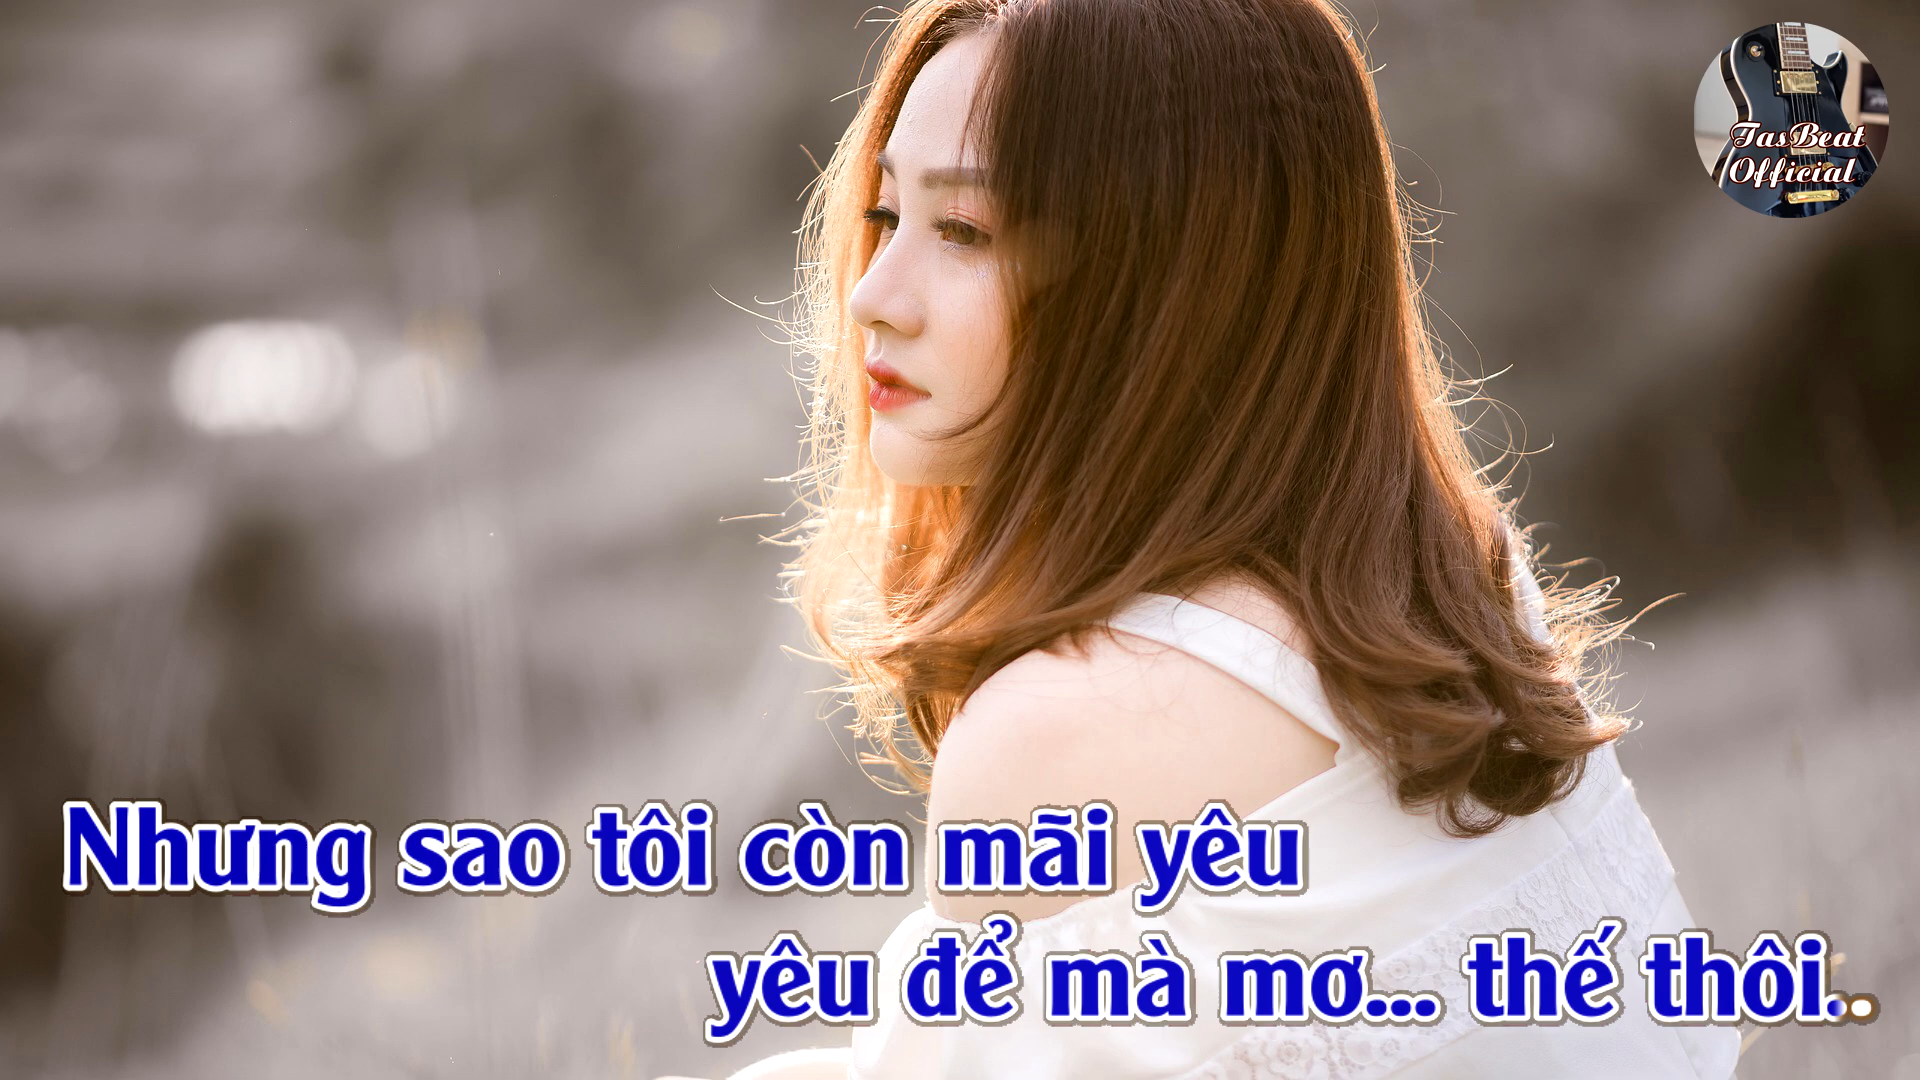 TasBeat
Official
Nhưng sao tôi còn mãi yêu
yêu để mà mơ... thế thôi...